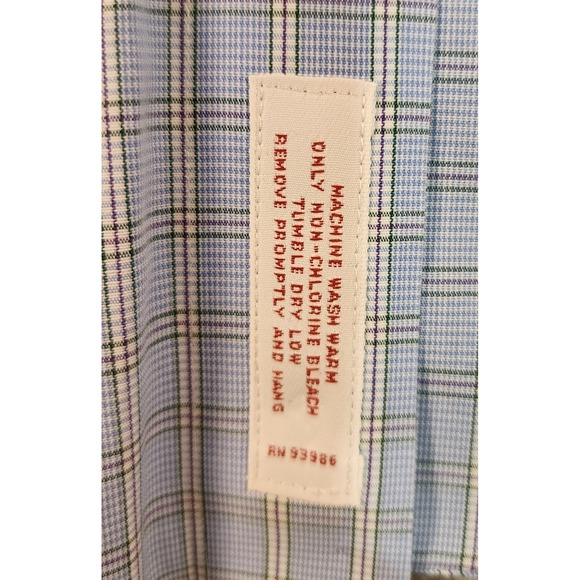 MACHINE WASH WARM
ONLY NON-CHLORINE BLEACH
TUMBLE DRY LOW
REMOVE PROMPTLY AND HANG
RN 93986